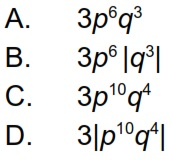 A. 3p⁶q³
B. 3p⁶|q³|
C. 3p¹⁰q⁴
D. 3|p¹⁰q⁴|